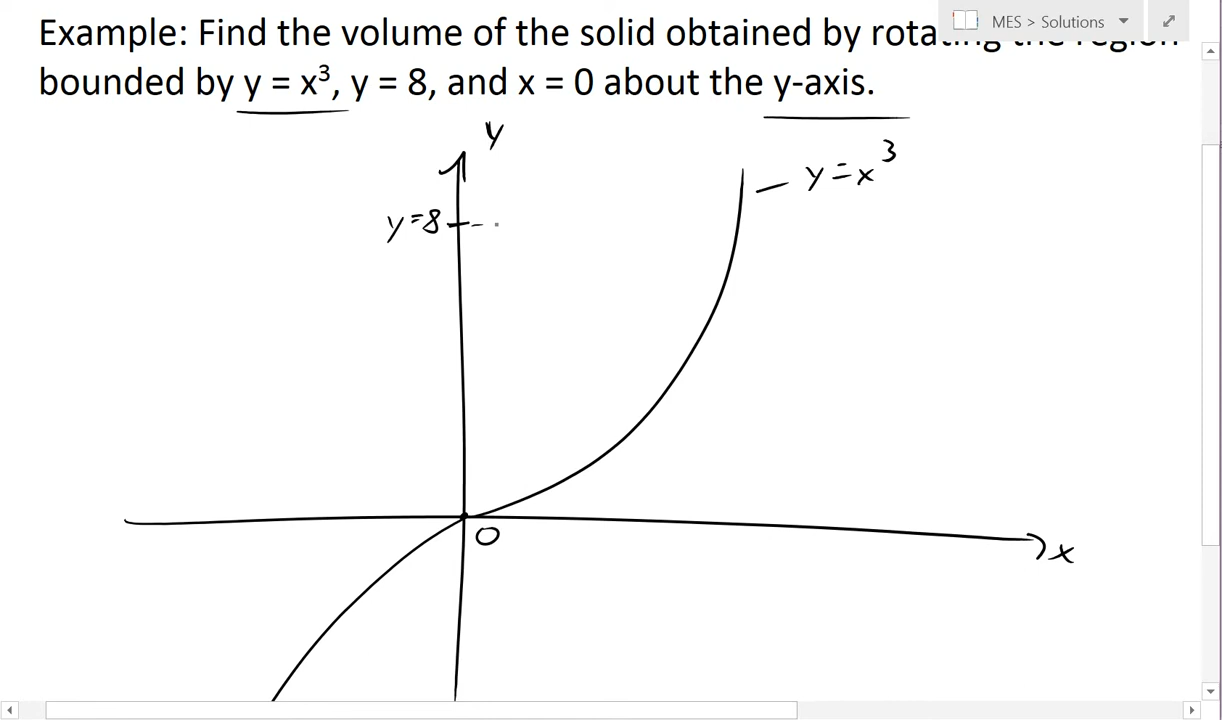 Example: Find the volume of the solid obtained by rotating the region
MES > Solutions
bounded by y = x³, y = 8, and x = 0 about the y-axis.
y
y = x³
y = 8
0
x